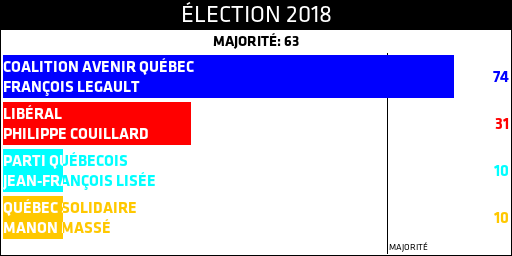 ÉLECTION 2018
MAJORITÉ: 63
COALITION AVENIR QUÉBEC
FRANÇOIS LEGAULT
74
LIBÉRAL
PHILIPPE COUILLARD
31
PARTI QUÉBECOIS
JEAN-FRANÇOIS LISÉE
10
QUÉBEC SOLIDAIRE
MANON MASSÉ
10
MAJORITÉ